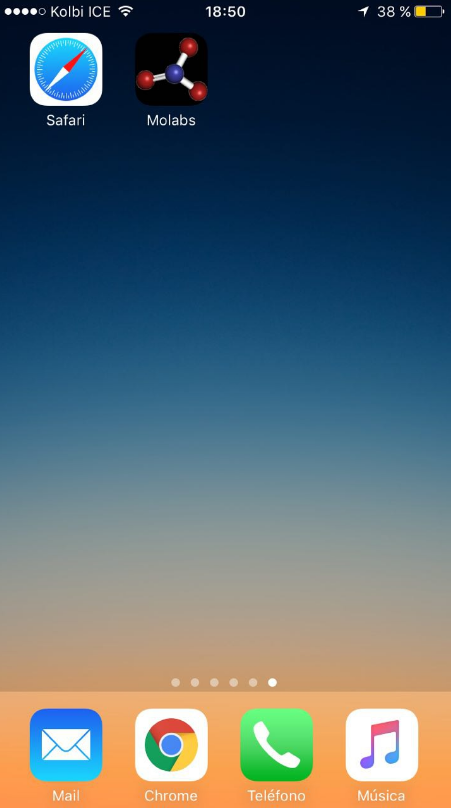 Kolbi ICE 18:50 38 %
Safari Molabs
Mail Chrome Teléfono Música